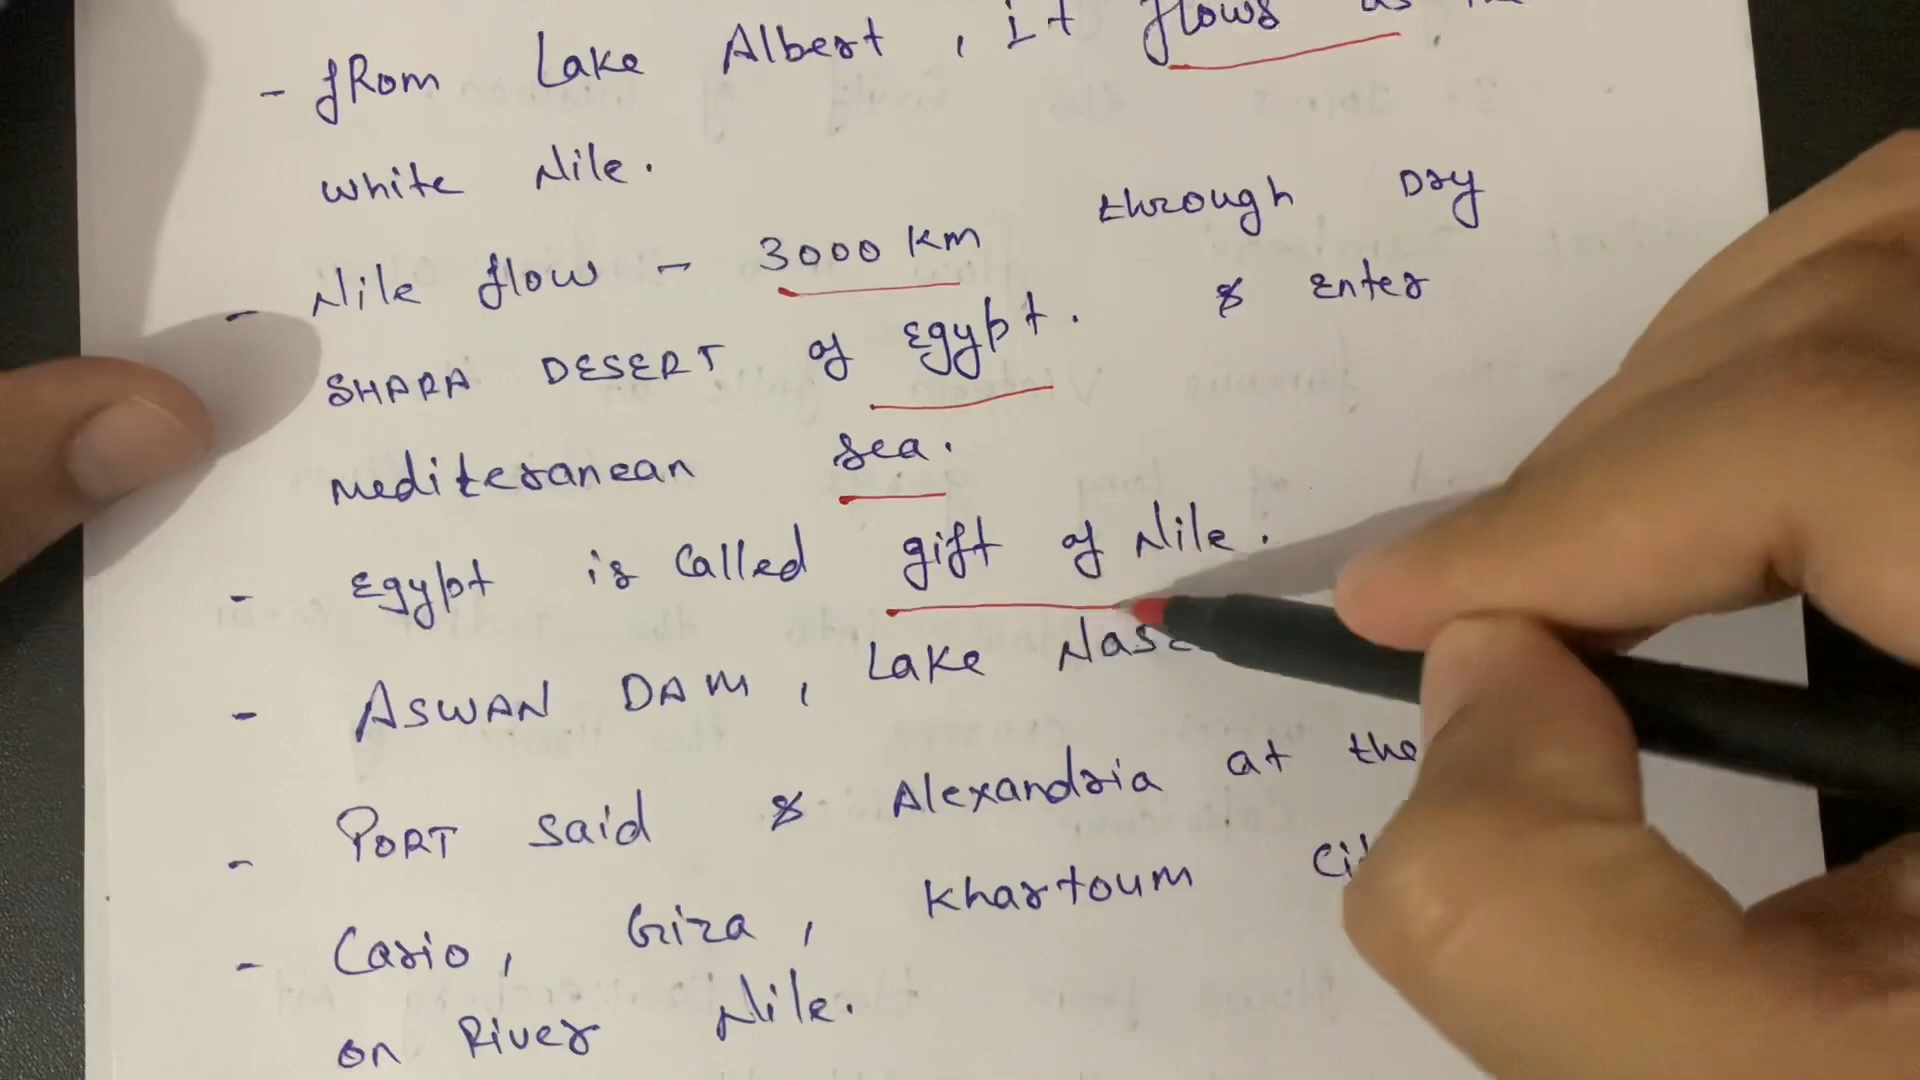 - from Lake Albert, it flows as
white Nile.
- Nile flow - 3000 km through Dry
SHARA DESERT of Egypt. & Enter
mediteranean sea.
- Egypt is called gift of Nile.
- ASWAN DAM, Lake
- PORT said & Alexandria at the
- Cario, Giza, Khartoum
on River Nile.